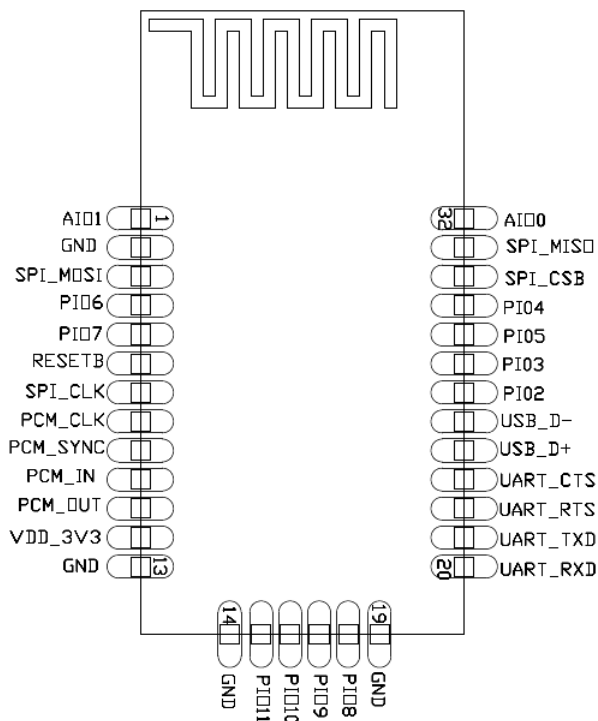 1
AIO1
GND
SPI_MOSI
PIO6
PIO7
RESETB
SPI_CLK
PCM_CLK
PCM_SYNC
PCM_IN
PCM_OUT
VDD_3V3
GND
13
14
GND
PIO11
PIO10
PIO9
PIO8
GND
19
32
AIO0
SPI_MISO
SPI_CSB
PIO4
PIO5
PIO3
PIO2
USB_D-
USB_D+
UART_CTS
UART_RTS
UART_TXD
UART_RXD
20